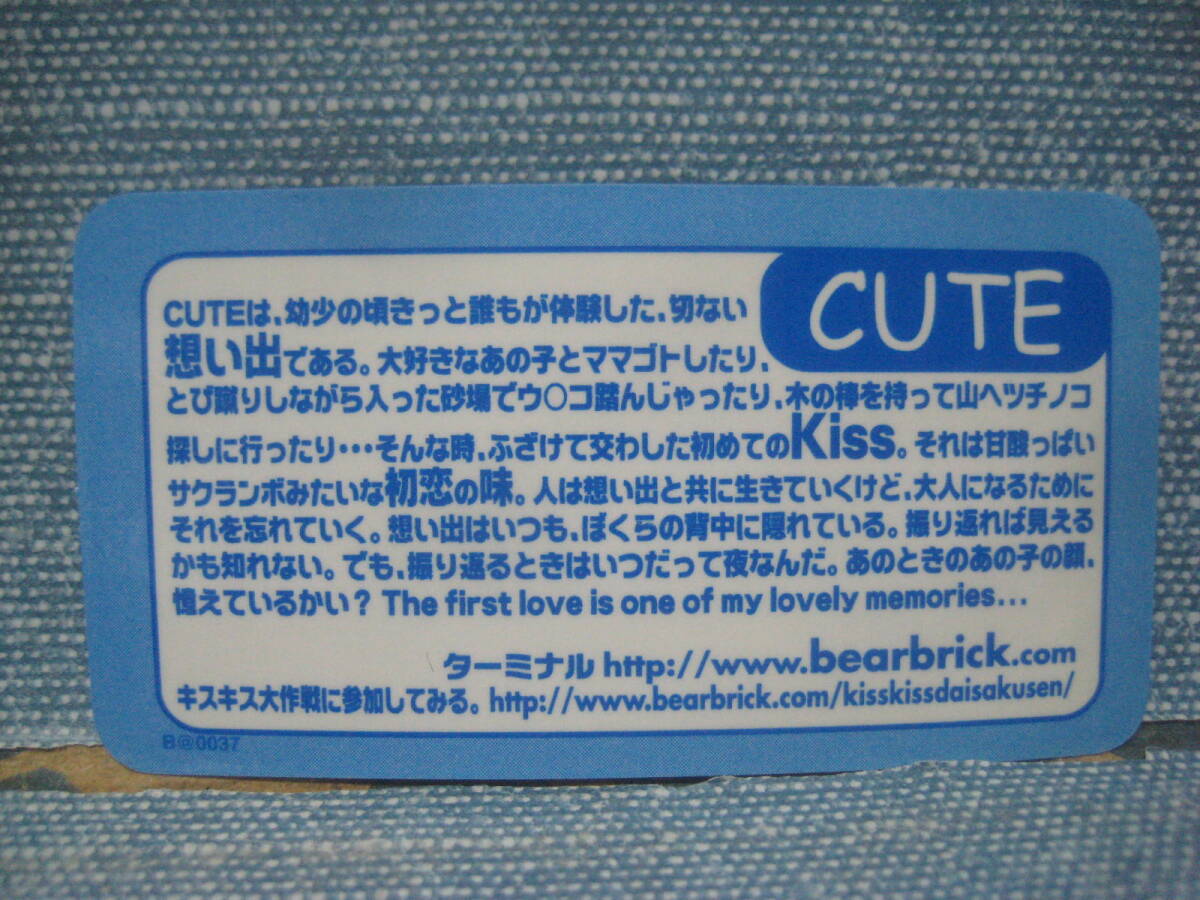 CUTE
CUTEは、幼少の頃きっと誰もが体験した、切ない
想い出である。大好きなあの子とママゴトしたり、
とび蹴りしながら入った砂場でウ○コ踏んじゃったり、木の棒を持って山へツチノコ
探しに行ったり…そんな時、ふざけて交わした初めてのKiss。それは甘酸っぱい
サクランボみたいな初恋の味。人は想い出と共に生きていくけど、大人になるために
それを忘れていく。想い出はいつも、ぼくらの背中に隠れている。振り返れば見える
かも知れない。でも、振り返るときはいつだって夜なんだ。あのときのあの子の顔、
憶えているかい？ The first love is one of my lovely memories...
ターミナル http://www.bearbrick.com
キスキス大作戦に参加してみる。http://www.bearbrick.com/kisskissdaisakusen/
B@0037